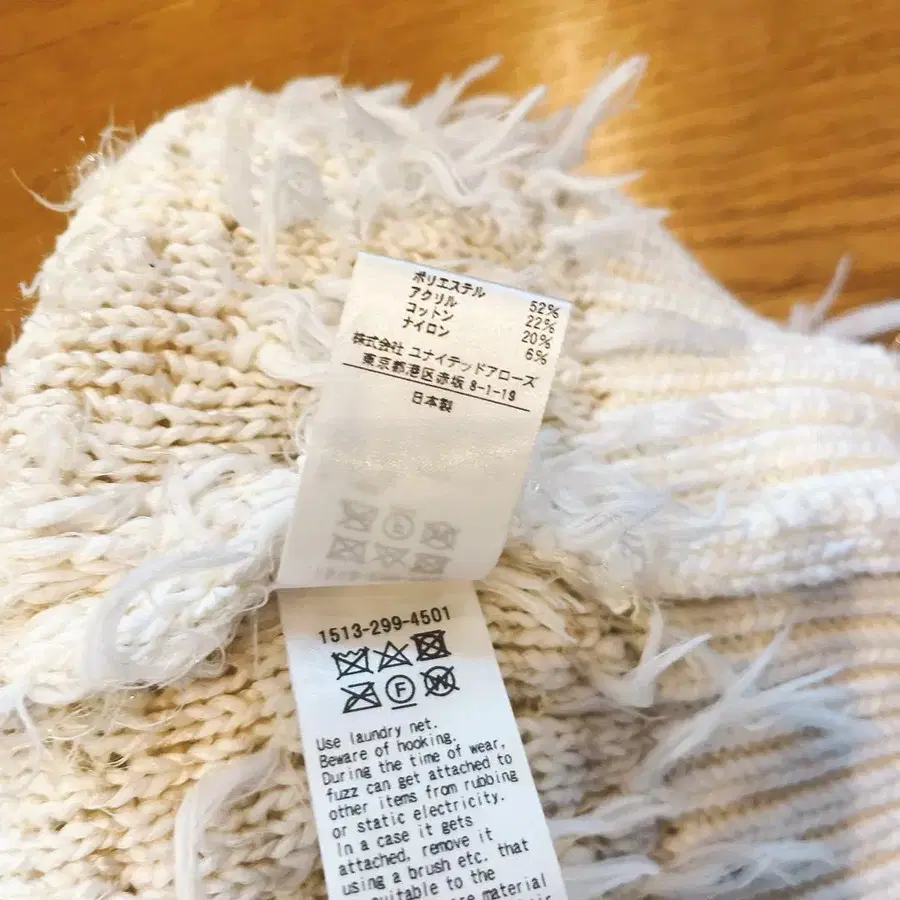 ポリエステル 52%
アクリル 22%
コットン 20%
ナイロン 6%
株式会社 ユナイテッドアローズ
東京都港区赤坂 8-1-19
日本製
1513-299-4501
F W
Use laundry net.
Beware of hooking.
During the time of wear,
fuzz can get attached to
other items from rubbing
or static electricity.
In a case it gets
attached, remove it
using a brush etc. that
suitable to the
material